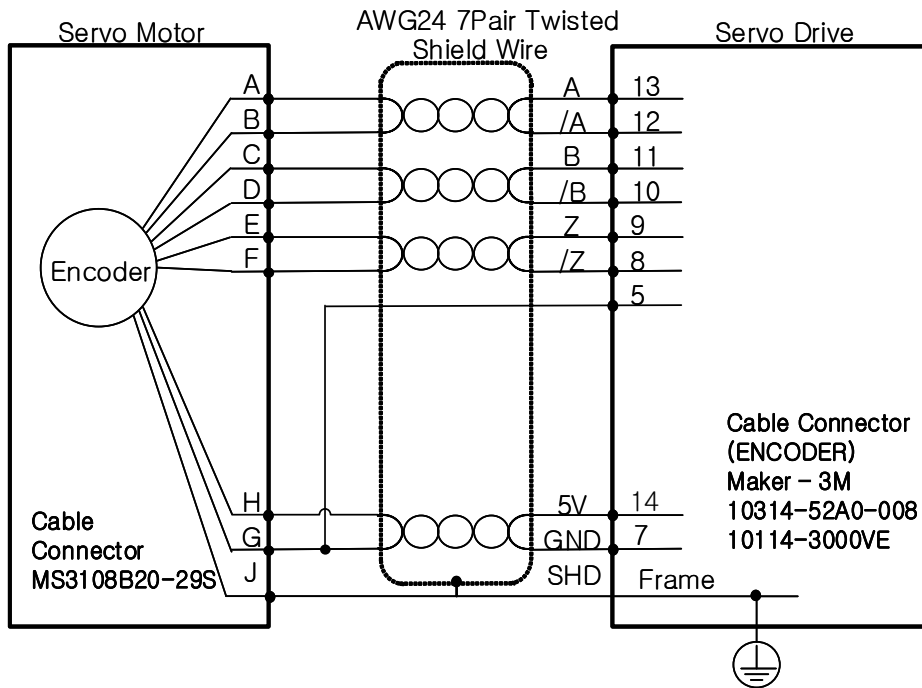 Servo Motor
AWG24 7Pair Twisted
Shield Wire
Servo Drive
A
A
13
B
/A
12
C
B
11
D
/B
10
E
Z
9
F
/Z
8
Encoder
5
Cable Connector
(ENCODER)
Maker - 3M
10314-52A0-008
10114-3000VE
H
5V
14
G
GND
7
J
SHD
Frame
Cable
Connector
MS3108B20-29S